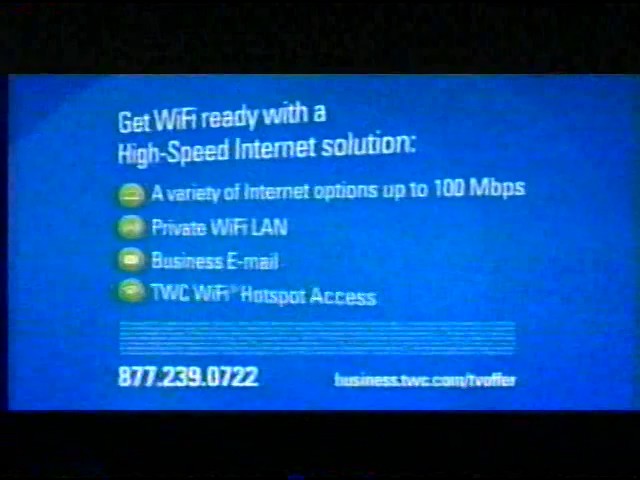 Get WiFi ready with a
High-Speed Internet solution:
A variety of Internet options up to 100 Mbps
Private WiFi LAN
Business E-mail
TWC WiFi® Hotspot Access
877.239.0722
business.twc.com/tvoffer